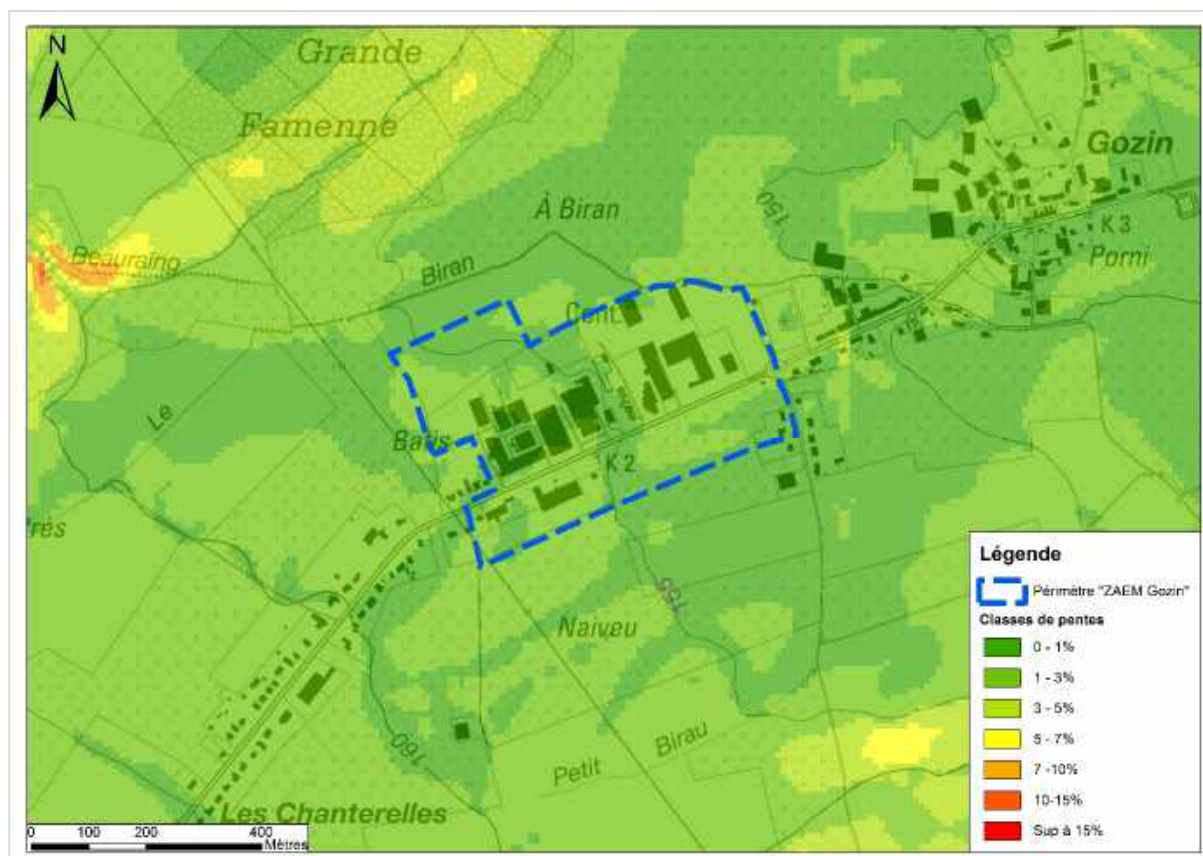 N
Grande
Famenne
Gozin
À Biran
150
K 3
Porni
Beauraing
Biran
Cent.
Le
Batis
K 2
Légende
Périmètre "ZAEM Gozin"
Classes de pentes
0 - 1%
1 - 3%
3 - 5%
5 - 7%
7 -10%
10-15%
Sup à 15%
155
Naiveu
160
Petit Birau
Les Chanterelles
0 100 200 400
Mètres